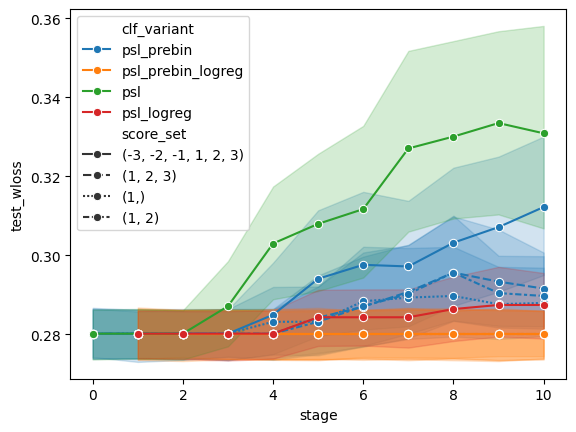 clf_variant
psl_prebin
psl_prebin_logreg
psl
psl_logreg
score_set
(-3, -2, -1, 1, 2, 3)
(1, 2, 3)
(1,)
(1, 2)
test_wloss
0.36
0.34
0.32
0.30
0.28
0 2 4 6 8 10
stage